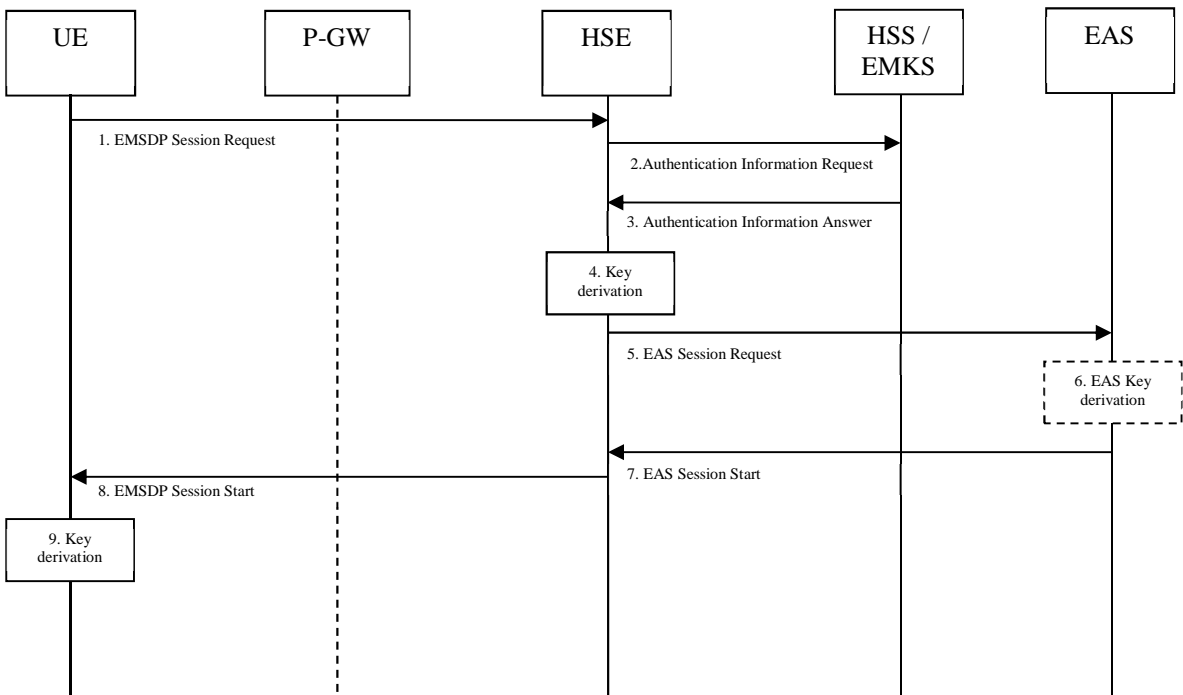 UE
P-GW
HSE
HSS /
EMKS
EAS
1. EMSDP Session Request
2.Authentication Information Request
3. Authentication Information Answer
4. Key
derivation
5. EAS Session Request
6. EAS Key
derivation
7. EAS Session Start
8. EMSDP Session Start
9. Key
derivation